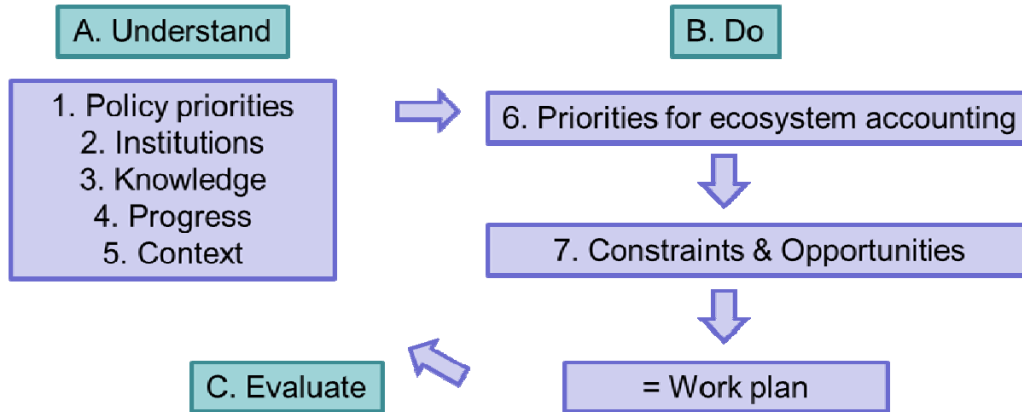 A. Understand
1. Policy priorities
2. Institutions
3. Knowledge
4. Progress
5. Context
B. Do
6. Priorities for ecosystem accounting
7. Constraints & Opportunities
= Work plan
C. Evaluate